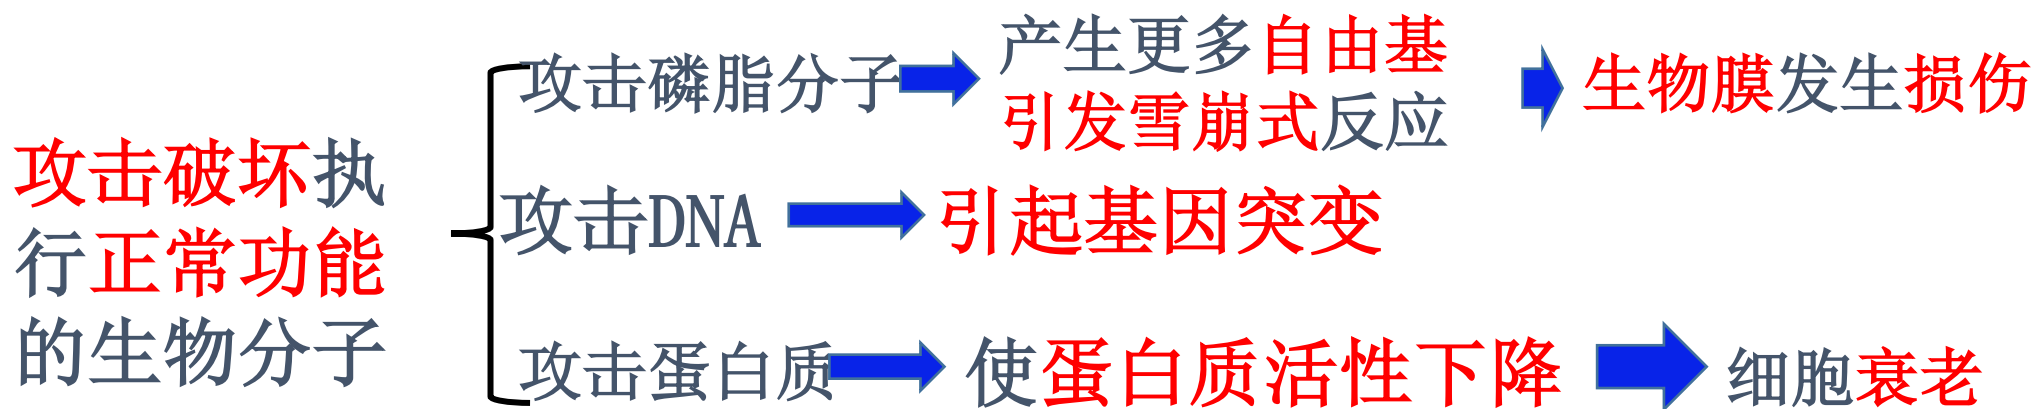 攻击破坏执
行正常功能
的生物分子
攻击磷脂分子
产生更多自由基
引发雪崩式反应
生物膜发生损伤
攻击DNA
引起基因突变
攻击蛋白质
使蛋白质活性下降
细胞衰老